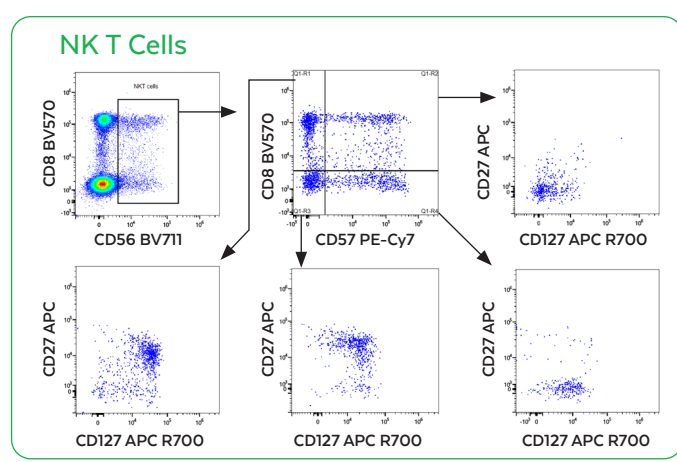 NK T Cells
NKT cells
CD8 BV570
CD56 BV711
Q1-R1
Q1-R2
Q1-R3
Q1-R4
CD8 BV570
CD57 PE-Cy7
CD27 APC
CD127 APC R700
CD27 APC
CD127 APC R700
CD27 APC
CD127 APC R700
CD27 APC
CD127 APC R700